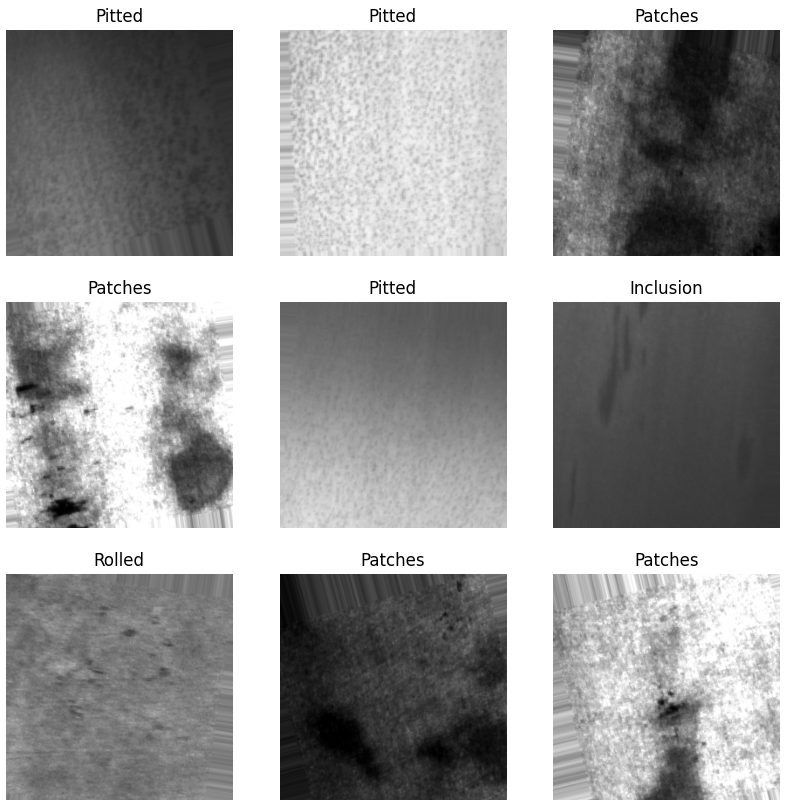 Pitted
Pitted
Patches
Patches
Pitted
Inclusion
Rolled
Patches
Patches